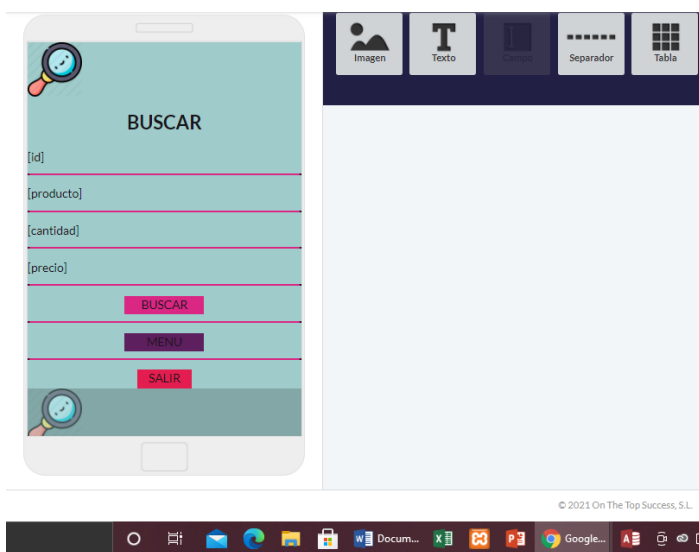 Imagen
Texto
Campo
Separador
Tabla
BUSCAR
[id]
[producto]
[cantidad]
[precio]
BUSCAR
MENU
SALIR
© 2021 On The Top Success, S.L.
Docum...
Google...